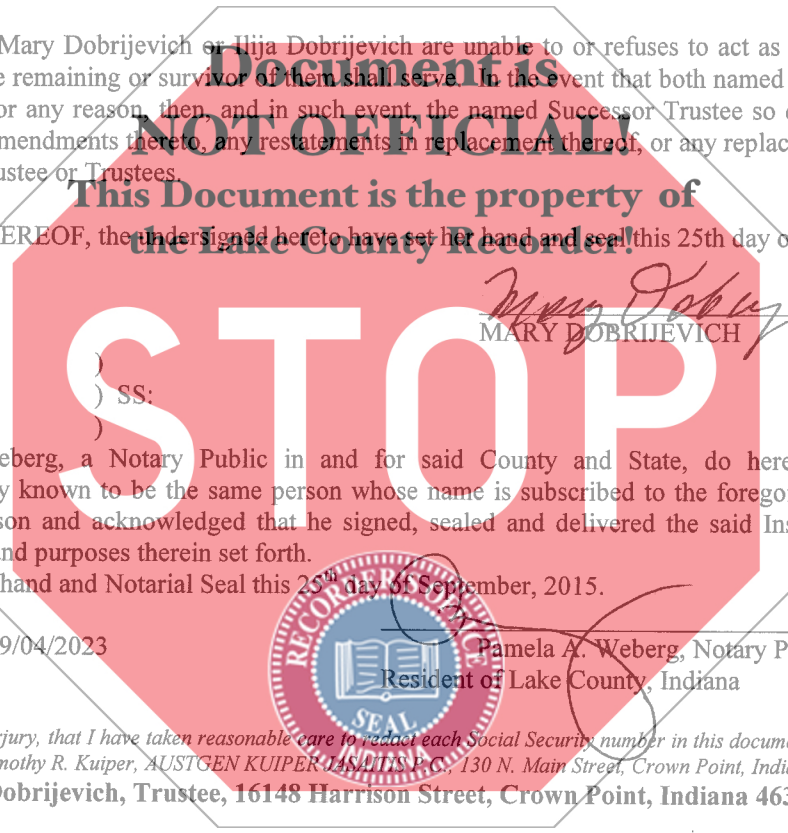 Mary Dobrijevich or Ilija Dobrijevich are unable to or refuses to act as
e remaining or survivor of them shall serve. In the event that both named
or any reason, then, and in such event, the named Successor Trustee so
mendments thereto, any restatements in replacement thereof, or any replac
ustee or Trustees.
Document is
NOT OFFICIAL!
This Document is the property of
the Lake County Recorder!
EREOF, the undersigned hereto have set her hand and seal this 25th day o
MARY DOBRIJEVICH
)
) SS:
)
STOP
eberg, a Notary Public in and for said County and State, do here
y known to be the same person whose name is subscribed to the forego
son and acknowledged that he signed, sealed and delivered the said Ins
nd purposes therein set forth.
hand and Notarial Seal this 25th day of September, 2015.
9/04/2023
Pamela A. Weberg, Notary P
Resident of Lake County, Indiana
RECORDER'S OFFICE
SEAL
rjury, that I have taken reasonable care to redact each Social Security number in this docum
mothy R. Kuiper, AUSTGEN KUIPER JASAITIS P.C., 130 N. Main Street, Crown Point, Indi
Dobrijevich, Trustee, 16148 Harrison Street, Crown Point, Indiana 463